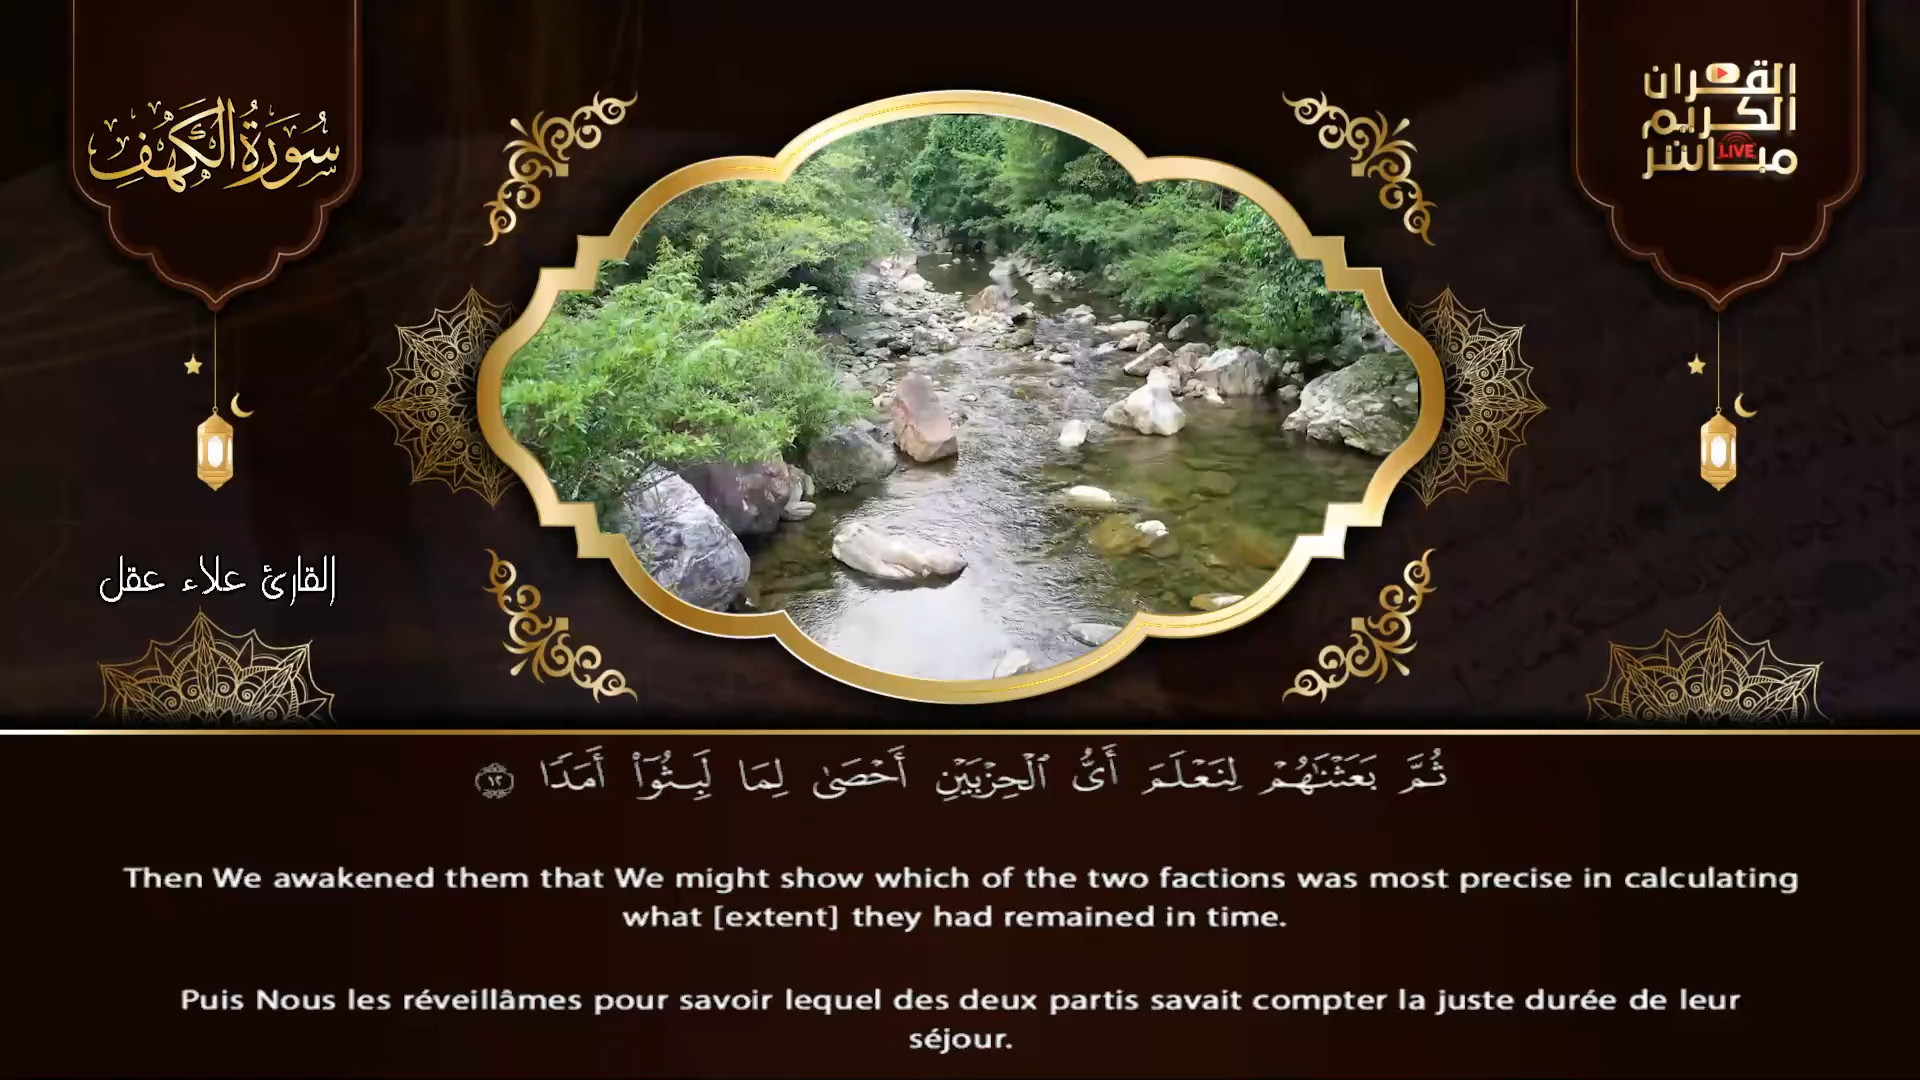 سُورَةُ الكَهْفِ
القرآن
الكريم
مباشر
LIVE
القارئ علاء عقل
ثُمَّ بَعَثْنَٰهُمْ لِنَعْلَمَ أَىُّ ٱلْحِزْبَيْنِ أَحْصَىٰ لِمَا لَبِثُوٓا۟ أَمَدًا ١٢
Then We awakened them that We might show which of the two factions was most precise in calculating
what [extent] they had remained in time.
Puis Nous les réveillâmes pour savoir lequel des deux partis savait compter la juste durée de leur
séjour.